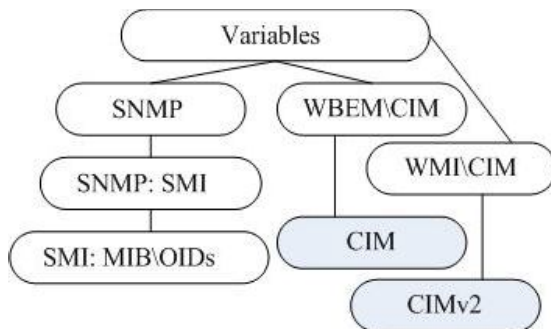 Variables
SNMP
WBEM\CIM
SNMP: SMI
WMI\CIM
SMI: MIB\OIDs
CIM
CIMv2